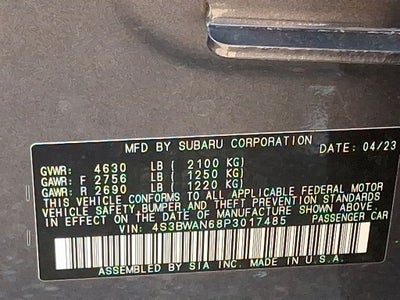 MFD BY SUBARU CORPORATION DATE: 04/23
GVWR: 4630 LB ( 2100 KG)
GAWR: F 2756 LB ( 1250 KG)
GAWR: R 2690 LB ( 1220 KG)
THIS VEHICLE CONFORMS TO ALL APPLICABLE FEDERAL MOTOR
VEHICLE SAFETY, BUMPER, AND THEFT PREVENTION STANDARDS
IN EFFECT ON THE DATE OF MANUFACTURE SHOWN ABOVE.
VIN: 4S3BWAN68P3017485 PASSENGER CAR
ASSEMBLED BY SIA INC. MADE IN U.S.A.